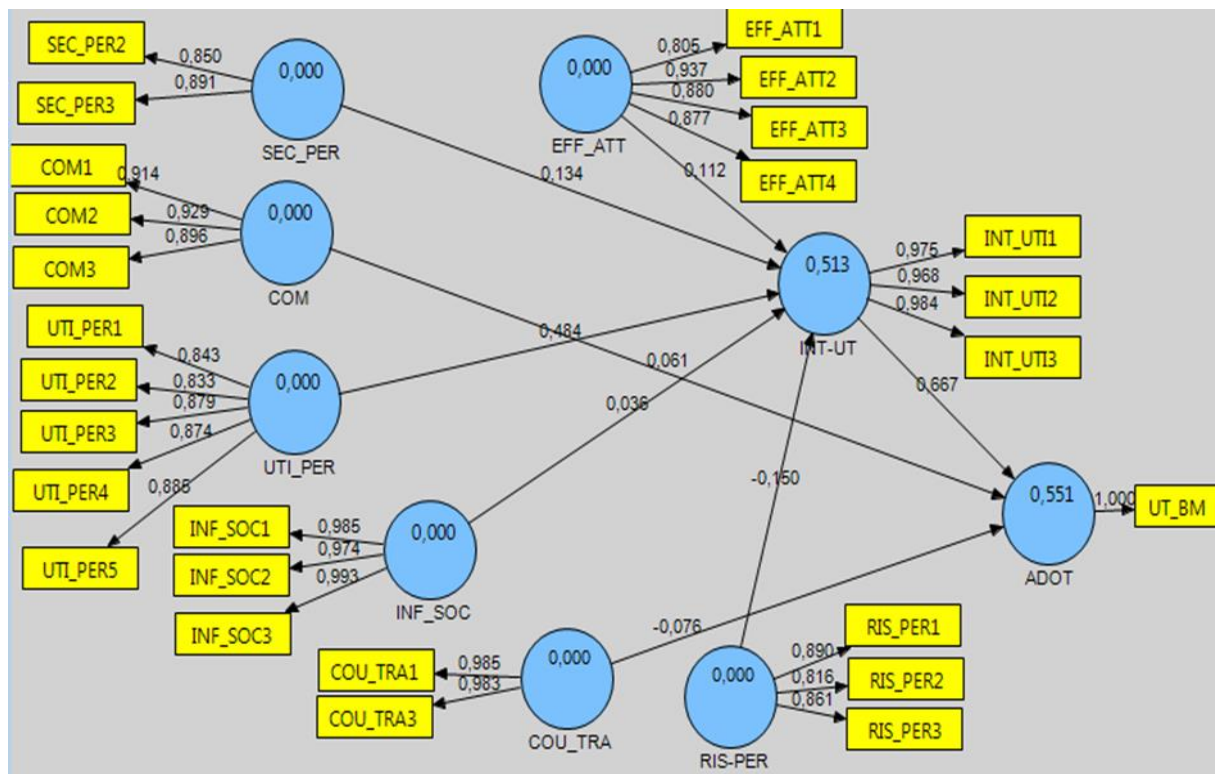 SEC_PER2
0,850
SEC_PER3
0,891
0,000
SEC_PER
0,134
EFF_ATT1
0,805
EFF_ATT2
0,937
EFF_ATT3
0,880
EFF_ATT4
0,877
0,000
EFF_ATT
0,112
COM1
0,914
COM2
0,929
COM3
0,896
0,000
COM
0,061
0,513
INT-UT
INT_UTI1
0,975
INT_UTI2
0,968
INT_UTI3
0,984
0,667
UTI_PER1
0,843
UTI_PER2
0,833
UTI_PER3
0,879
UTI_PER4
0,874
UTI_PER5
0,885
0,000
UTI_PER
0,484
INF_SOC1
0,985
INF_SOC2
0,974
INF_SOC3
0,993
0,000
INF_SOC
0,036
-0,150
0,551
ADOT
1,000
UT_BM
COU_TRA1
0,985
COU_TRA3
0,983
0,000
COU_TRA
-0,076
0,000
RIS-PER
RIS_PER1
0,890
RIS_PER2
0,816
RIS_PER3
0,861